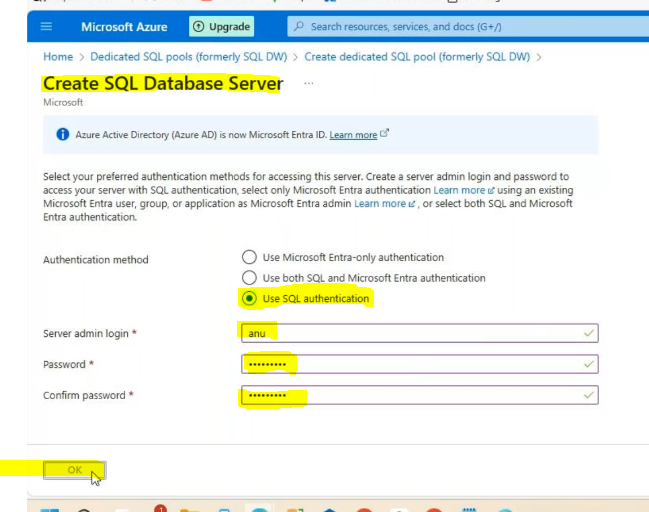 Microsoft Azure
Upgrade
Search resources, services, and docs (G+/)
Home > Dedicated SQL pools (formerly SQL DW) > Create dedicated SQL pool (formerly SQL DW) >
Create SQL Database Server ...
Microsoft
Azure Active Directory (Azure AD) is now Microsoft Entra ID. Learn more
Select your preferred authentication methods for accessing this server. Create a server admin login and password to
access your server with SQL authentication, select only Microsoft Entra authentication Learn more using an existing
Microsoft Entra user, group, or application as Microsoft Entra admin Learn more , or select both SQL and Microsoft
Entra authentication.
Authentication method
Use Microsoft Entra-only authentication
Use both SQL and Microsoft Entra authentication
Use SQL authentication
Server admin login *
anu
Password *
•••••••••
Confirm password *
•••••••••
OK